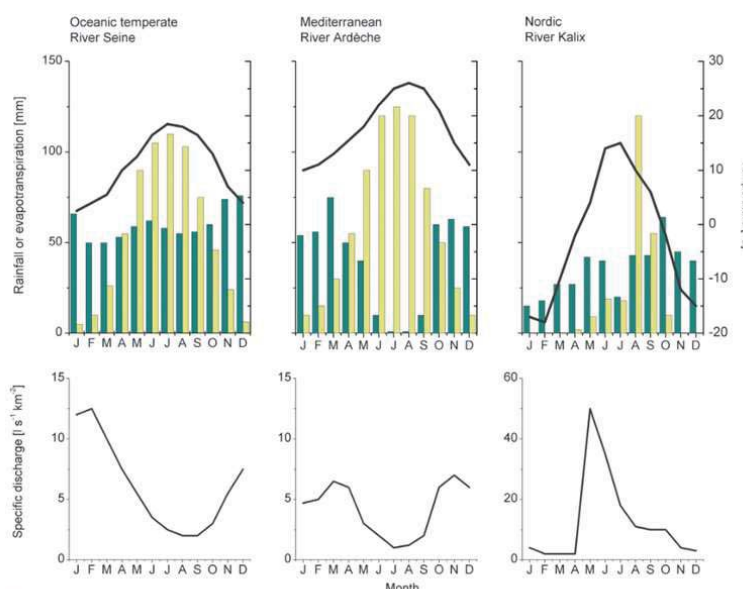 Oceanic temperate
River Seine
Mediterranean
River Ardèche
Nordic
River Kalix
Rainfall or evapotranspiration [mm]
150
100
50
0
30
20
10
0
-10
-20
J F M A M J J A S O N D
J F M A M J J A S O N D
J F M A M J J A S O N D
Specific discharge [l s⁻¹ km⁻²]
15
10
5
0
15
10
5
0
60
40
20
0
J F M A M J J A S O N D
J F M A M J J A S O N D
J F M A M J J A S O N D
Month